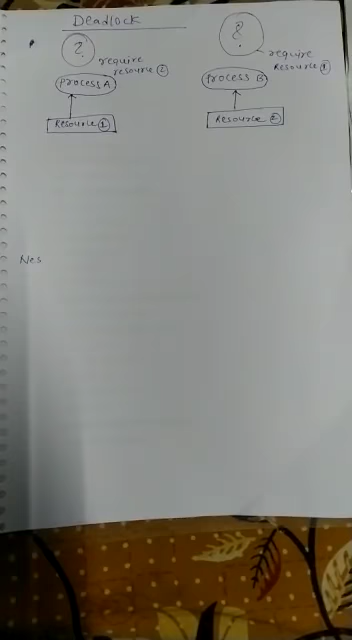 Deadlock
?
?
require
resource 2
require
Resource 1
Process A
Process B
Resource 1
Resource 2
Nes